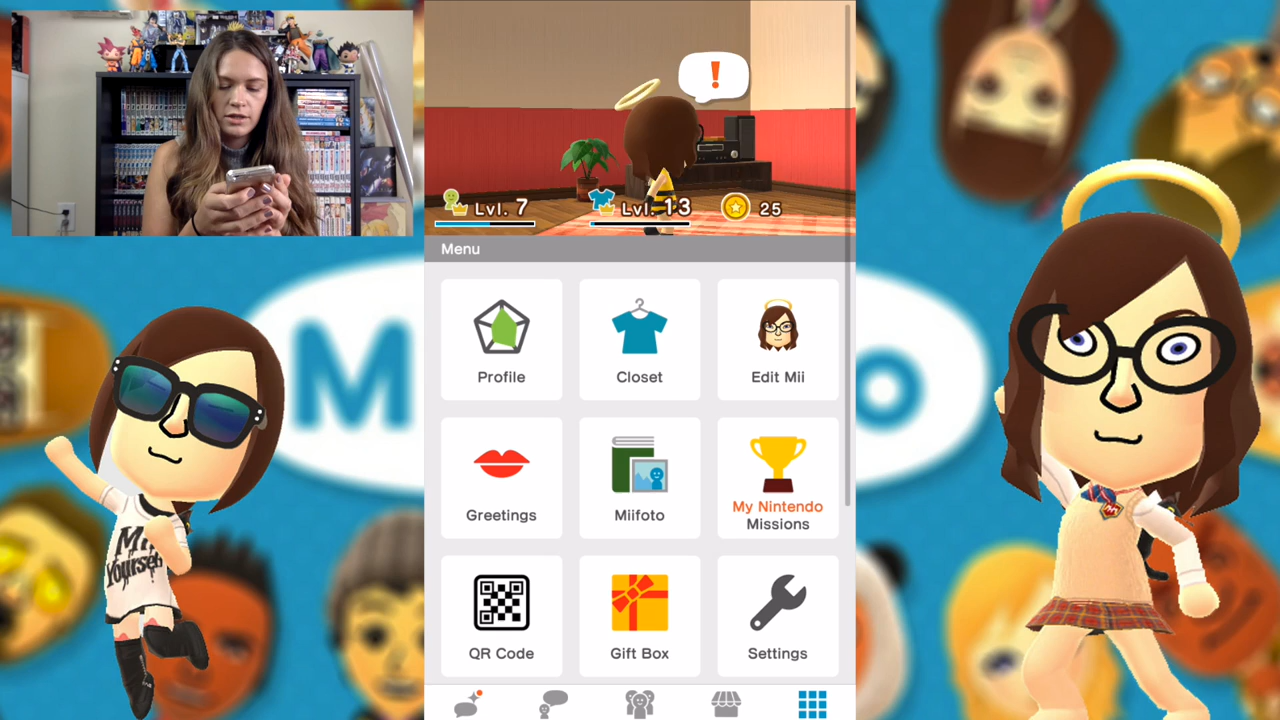 !
Lvl. 7
Lvl. 13
25
Menu
Profile
Closet
Edit Mii
Greetings
Miifoto
My Nintendo
Missions
QR Code
Gift Box
Settings
M
o
Yourself